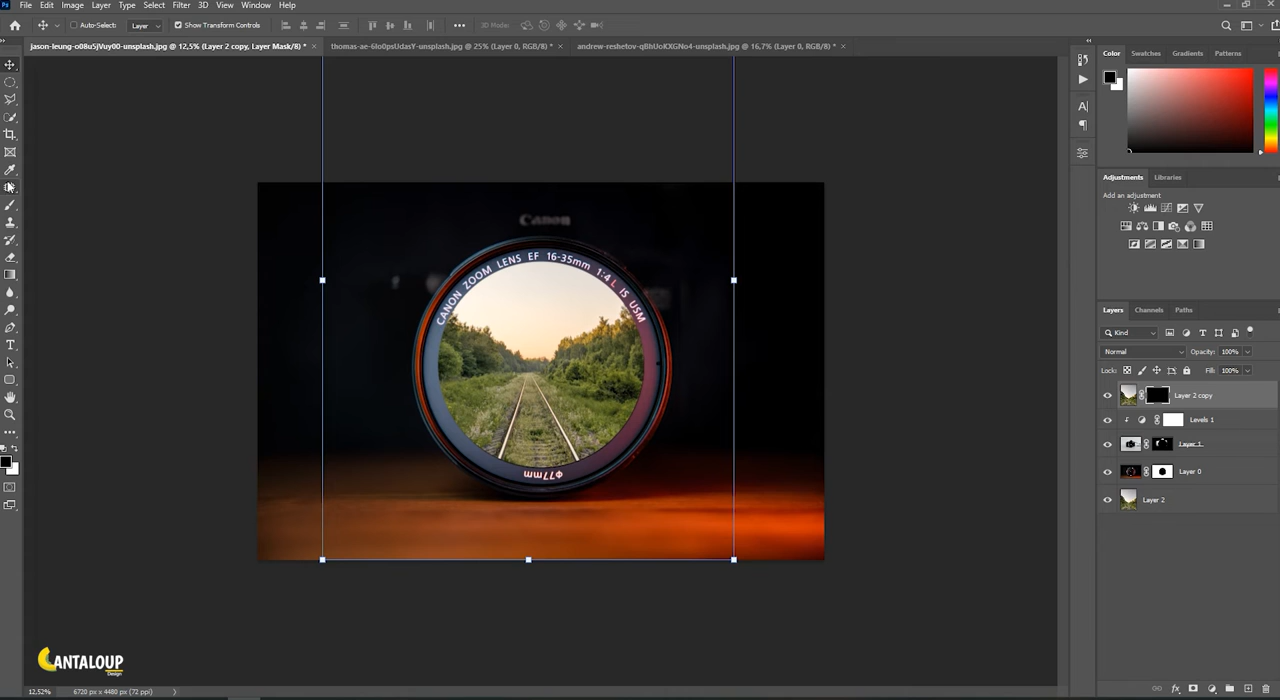 File Edit Image Layer Type Select Filter 3D View Window Help
Auto-Select: Layer Show Transform Controls 3D Mode:
jason-leung-o08u5jVuy00-unsplash.jpg @ 12,5% (Layer 2 copy, Layer Mask/8) *
thomas-ae-6Io0psUdasY-unsplash.jpg @ 25% (Layer 0, RGB/8) *
andrew-reshetov-qBhUoKXGNo4-unsplash.jpg @ 16,7% (Layer 0, RGB/8) *
Color Swatches Gradients Patterns
Adjustments Libraries
Add an adjustment
Canon
CANON ZOOM LENS EF 16-35mm 1:4 L IS USM
Φ77mm
Layers Channels Paths
Kind
Normal Opacity: 100%
Lock: Fill: 100%
Layer 2 copy
Levels 1
Layer 1
Layer 0
Layer 2
CANTALOUP
Design
12,52% 6720 px x 4480 px (72 ppi)